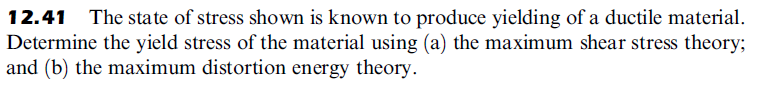 12.41 The state of stress shown is known to produce yielding of a ductile material.
Determine the yield stress of the material using (a) the maximum shear stress theory;
and (b) the maximum distortion energy theory.